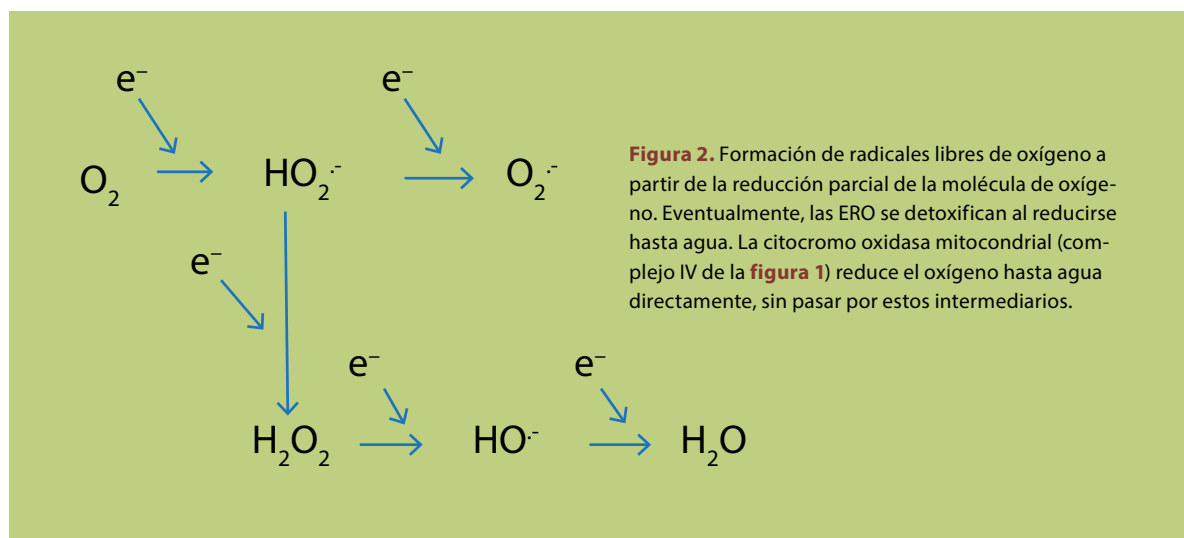 e⁻ e⁻
O₂ HO₂·⁻ O₂·⁻
e⁻
e⁻ e⁻
H₂O₂ HO·⁻ H₂O
Figura 2. Formación de radicales libres de oxígeno a
partir de la reducción parcial de la molécula de oxíge-
no. Eventualmente, las ERO se detoxifican al reducirse
hasta agua. La citocromo oxidasa mitocondrial (com-
plejo IV de la figura 1) reduce el oxígeno hasta agua
directamente, sin pasar por estos intermediarios.